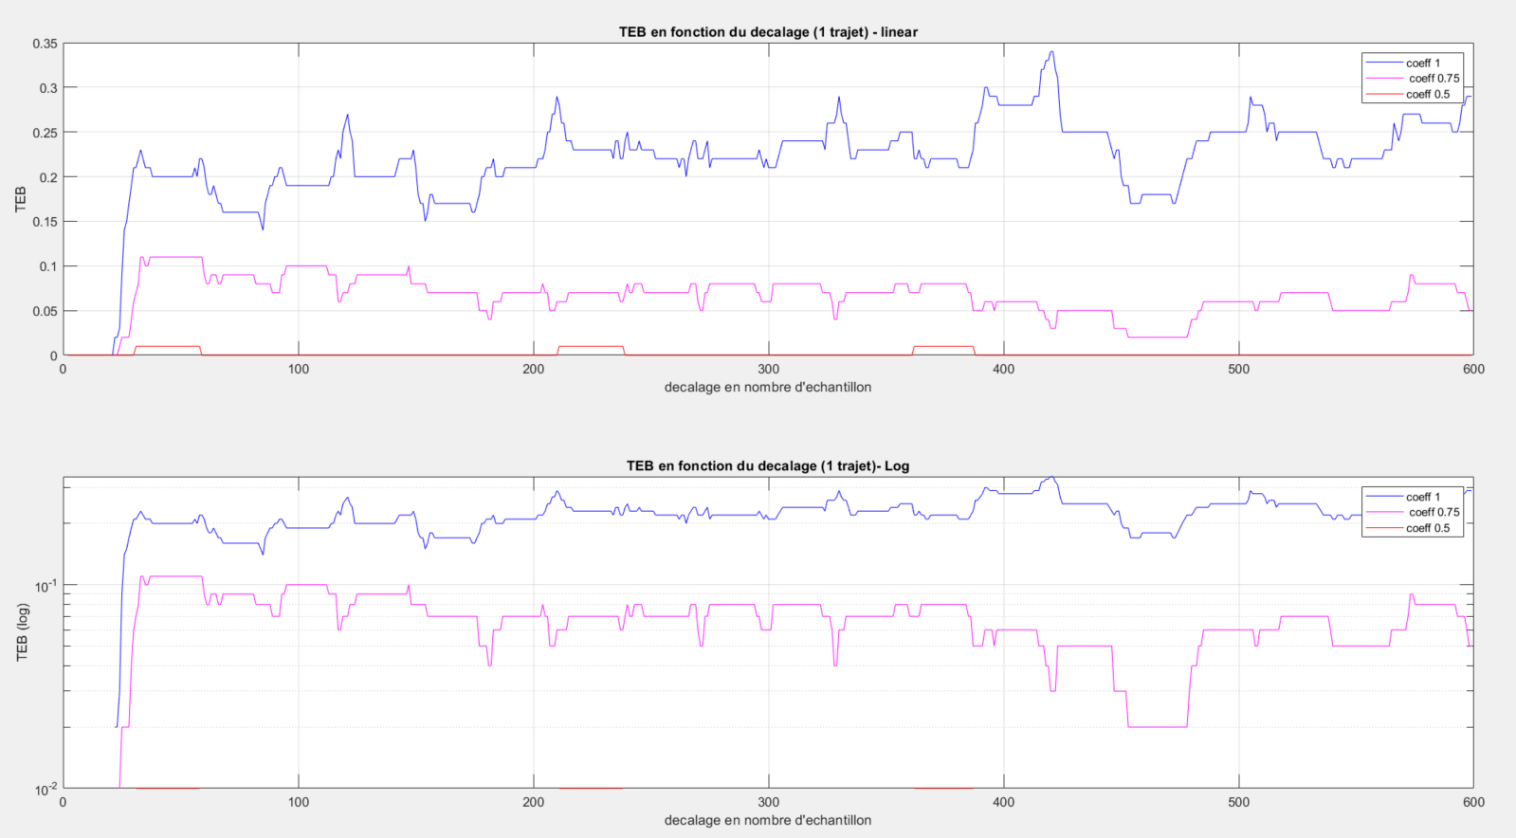 TEB en fonction du decalage (1 trajet) - linear
0.35
0.3
0.25
0.2
0.15
0.1
0.05
0
TEB
coeff 1
coeff 0.75
coeff 0.5
0 100 200 300 400 500 600
decalage en nombre d'echantillon
TEB en fonction du decalage (1 trajet)- Log
coeff 1
coeff 0.75
coeff 0.5
10-1
TEB (log)
10-2
0 100 200 300 400 500 600
decalage en nombre d'echantillon